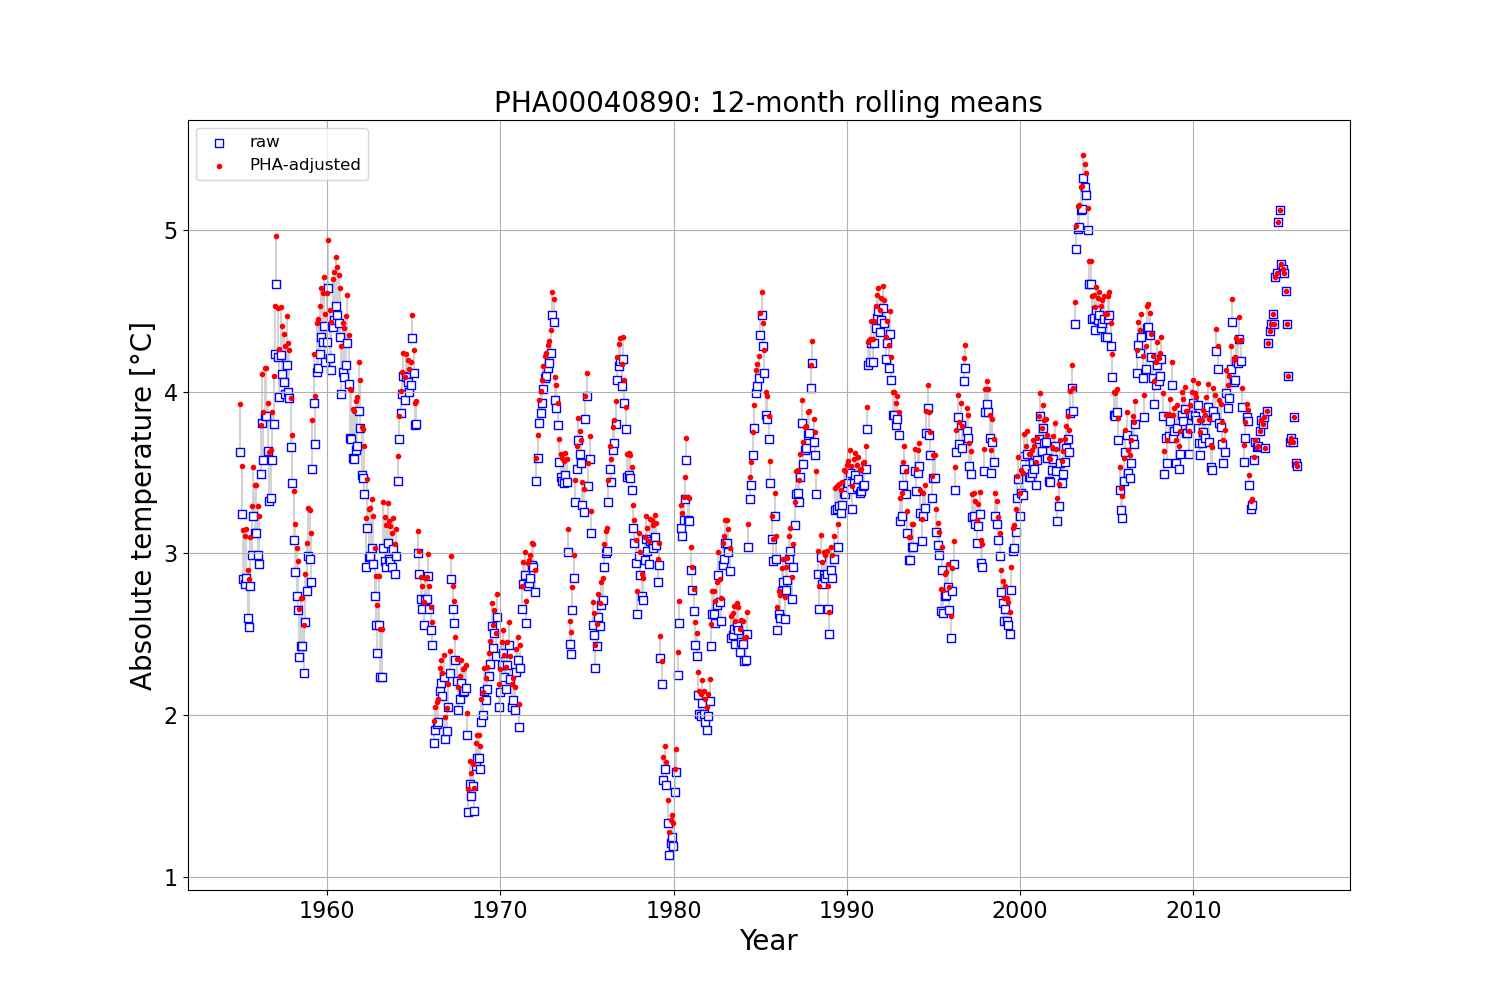 PHA00040890: 12-month rolling means
raw
PHA-adjusted
Absolute temperature [°C]
5
4
3
2
1
1960 1970 1980 1990 2000 2010
Year